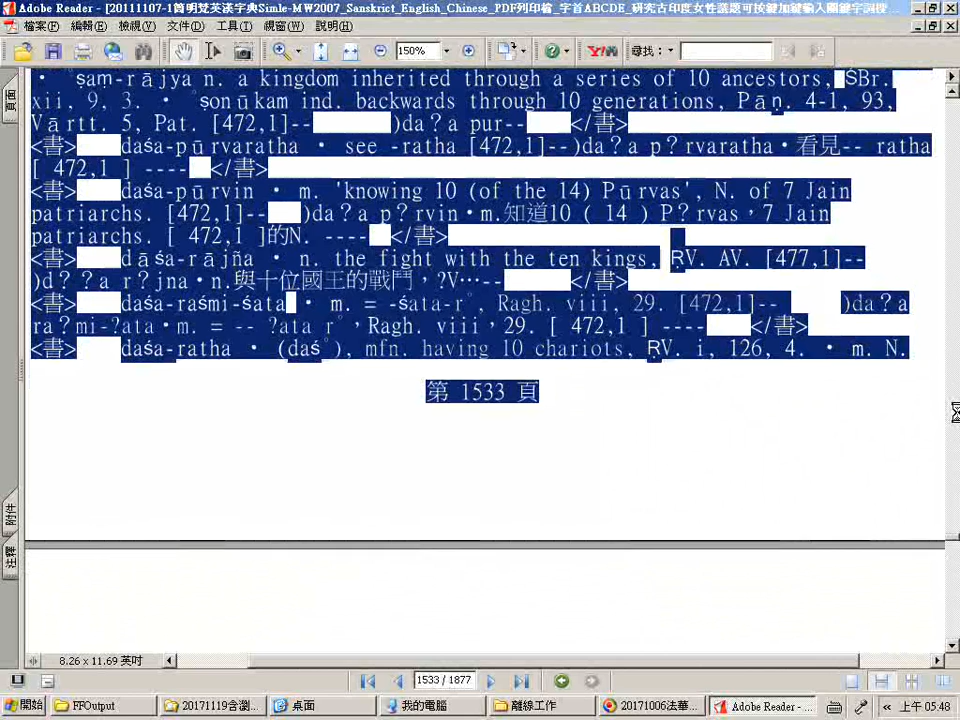 Adobe Reader - [20111107-1簡明梵英漢字典Simle-MW2007_Sanskrict_English_Chinese_PDF列印檔_字首ABCDE_研究古印度女性議題可按鍵加鍵輸入關鍵字詞搜
檔案(F) 編輯(E) 檢視(V) 文件(D) 工具(T) 視窗(W) 說明(H)
150% Y! 尋找:
頁面
• ˚ṣaṃ-rājya n. a kingdom inherited through a series of 10 ancestors, ŚBr.
xii, 9, 3. • ˚ṣonūkam ind. backwards through 10 generations, Pāṇ. 4-1, 93,
Vārtt. 5, Pat. [472,1]-- )da?a pur-- </書>
<書> daśa-pūrvaratha • see -ratha [472,1]--)da?a p?rvaratha•看見-- ratha
[ 472,1 ] ---- </書>
<書> daśa-pūrvin • m. 'knowing 10 (of the 14) Pūrvas', N. of 7 Jain
patriarchs. [472,1]-- )da?a p?rvin•m.知道10 ( 14 ) P?rvas，7 Jain
patriarchs. [ 472,1 ]的N. ---- </書>
<書> dāśa-rājña • n. the fight with the ten kings, ṚV. AV. [477,1]--
)d??a r?jna•n.與十位國王的戰鬥，?V…-- </書>
<書> daśa-raśmi-śata • m. = -śata-r˚, Ragh. viii, 29. [472,1]-- )da?a
ra?mi-?ata•m. = -- ?ata r˚，Ragh. viii，29. [ 472,1 ] ---- </書>
<書> daśa-ratha • (daś˚), mfn. having 10 chariots, ṚV. i, 126, 4. • m. N.
第 1533 頁
附件
注釋
8.26 x 11.69 英吋
1533 / 1877
開始 FFOutput 20171119含瀏... 桌面 我的電腦 離線工作 20171006法華... Adobe Reader - ... « 上午 05:48